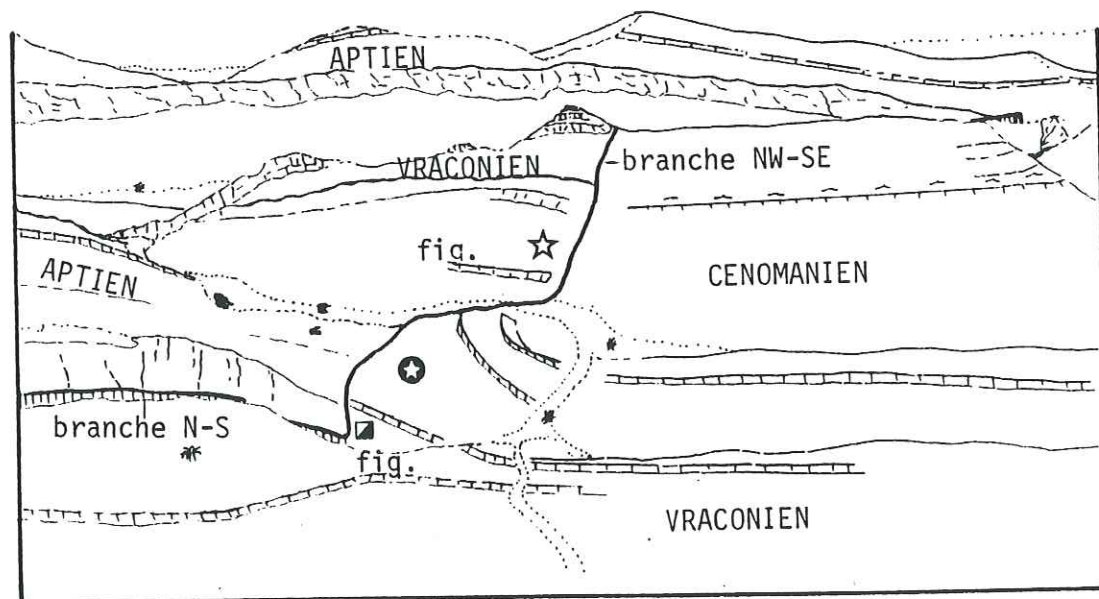 APTIEN
VRACONIEN
branche NW-SE
fig.
APTIEN
CENOMANIEN
branche N-S
fig.
VRACONIEN